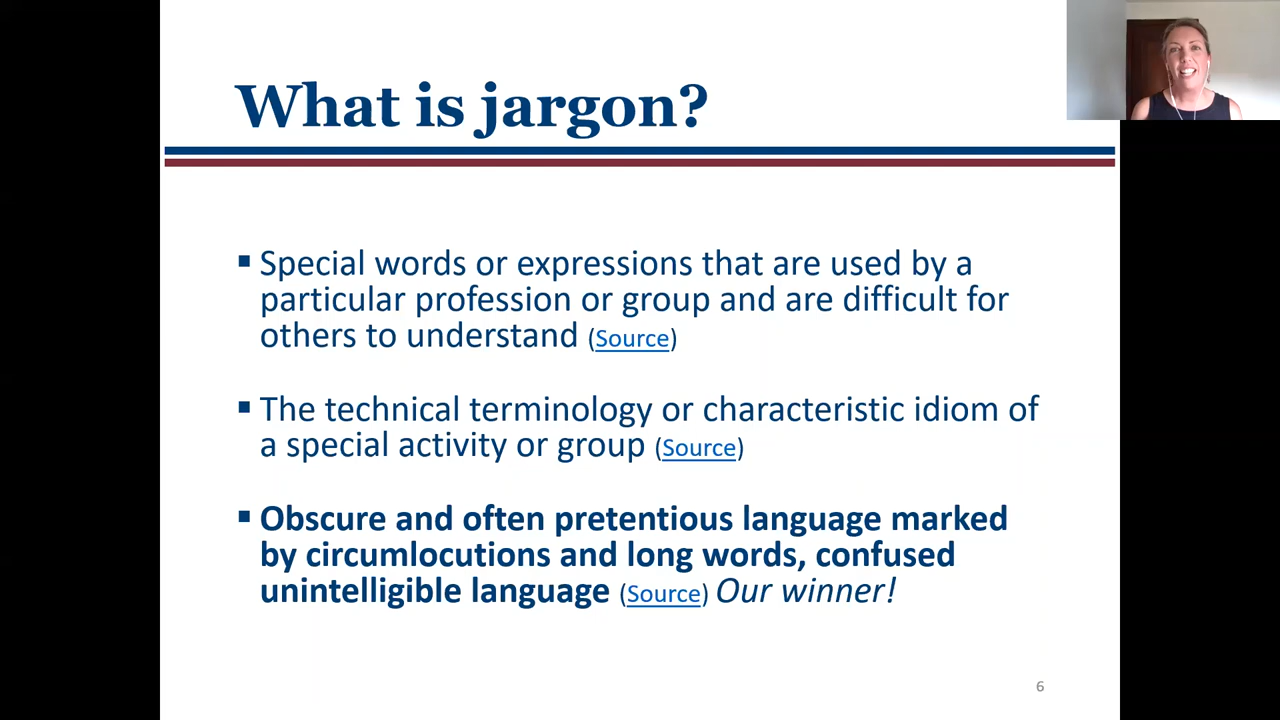 What is jargon?
▪ Special words or expressions that are used by a
particular profession or group and are difficult for
others to understand (Source)
▪ The technical terminology or characteristic idiom of
a special activity or group (Source)
▪ Obscure and often pretentious language marked
by circumlocutions and long words, confused
unintelligible language (Source) Our winner!
6